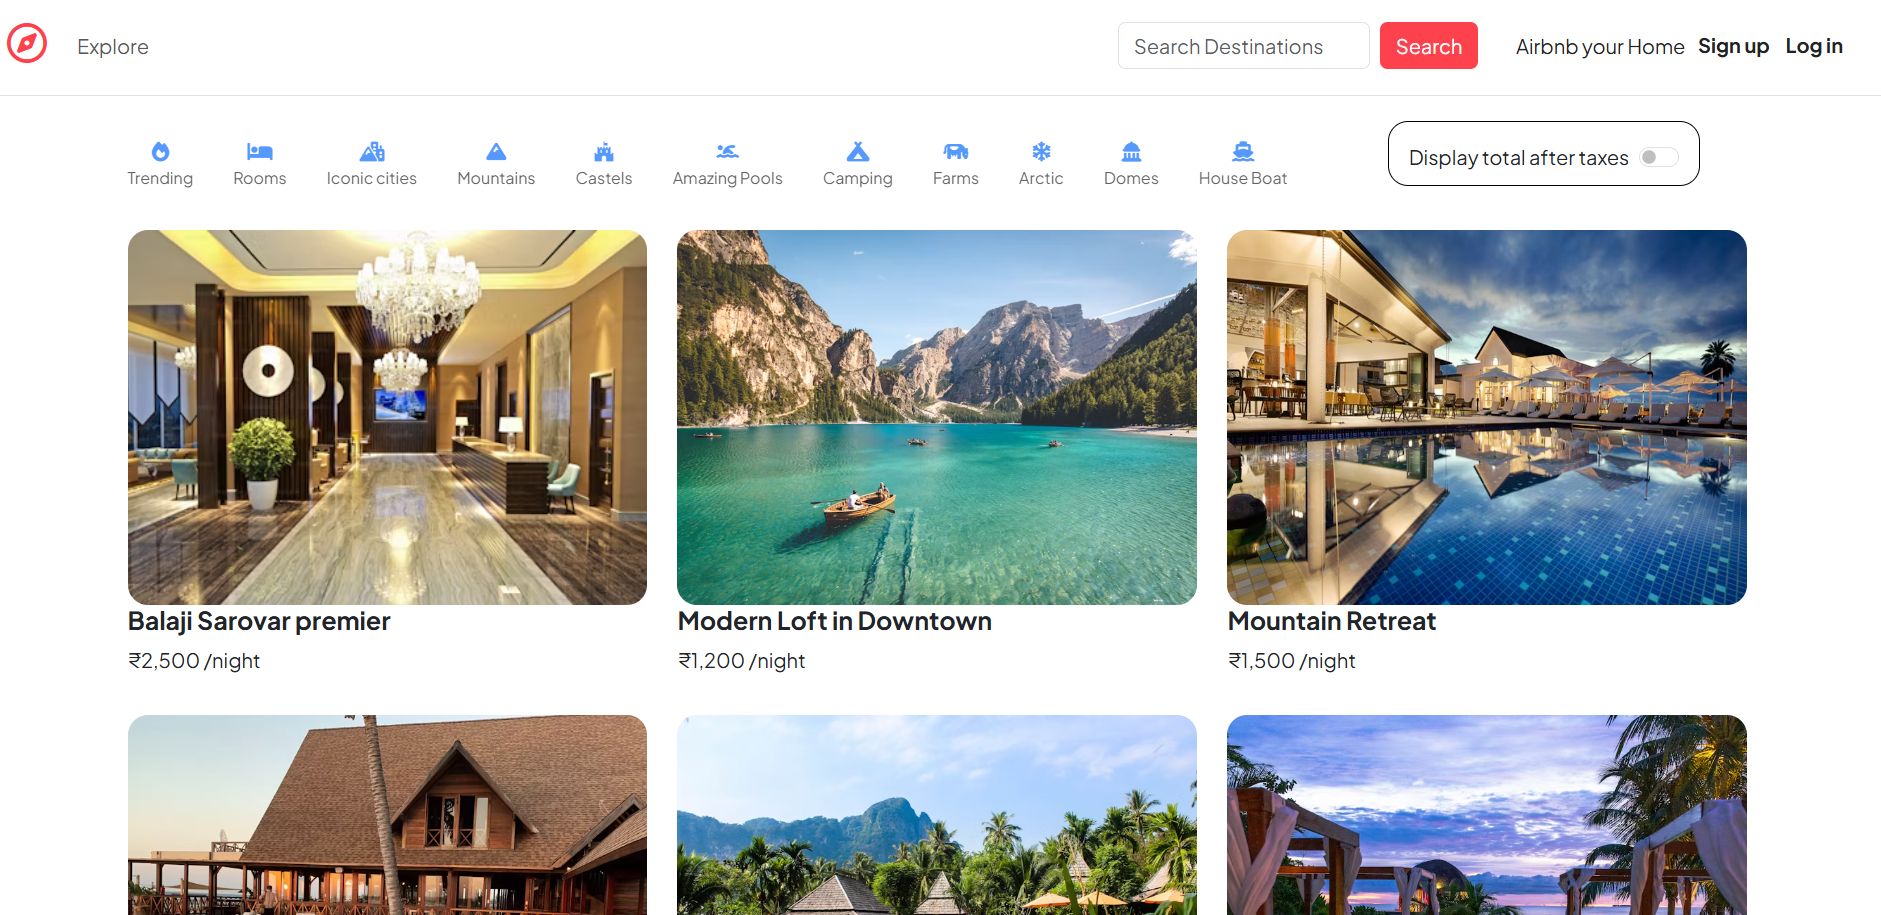 Explore
Search Destinations
Search
Airbnb your Home
Sign up
Log in
Trending
Rooms
Iconic cities
Mountains
Castels
Amazing Pools
Camping
Farms
Arctic
Domes
House Boat
Display total after taxes
Balaji Sarovar premier
₹2,500 /night
Modern Loft in Downtown
₹1,200 /night
Mountain Retreat
₹1,500 /night